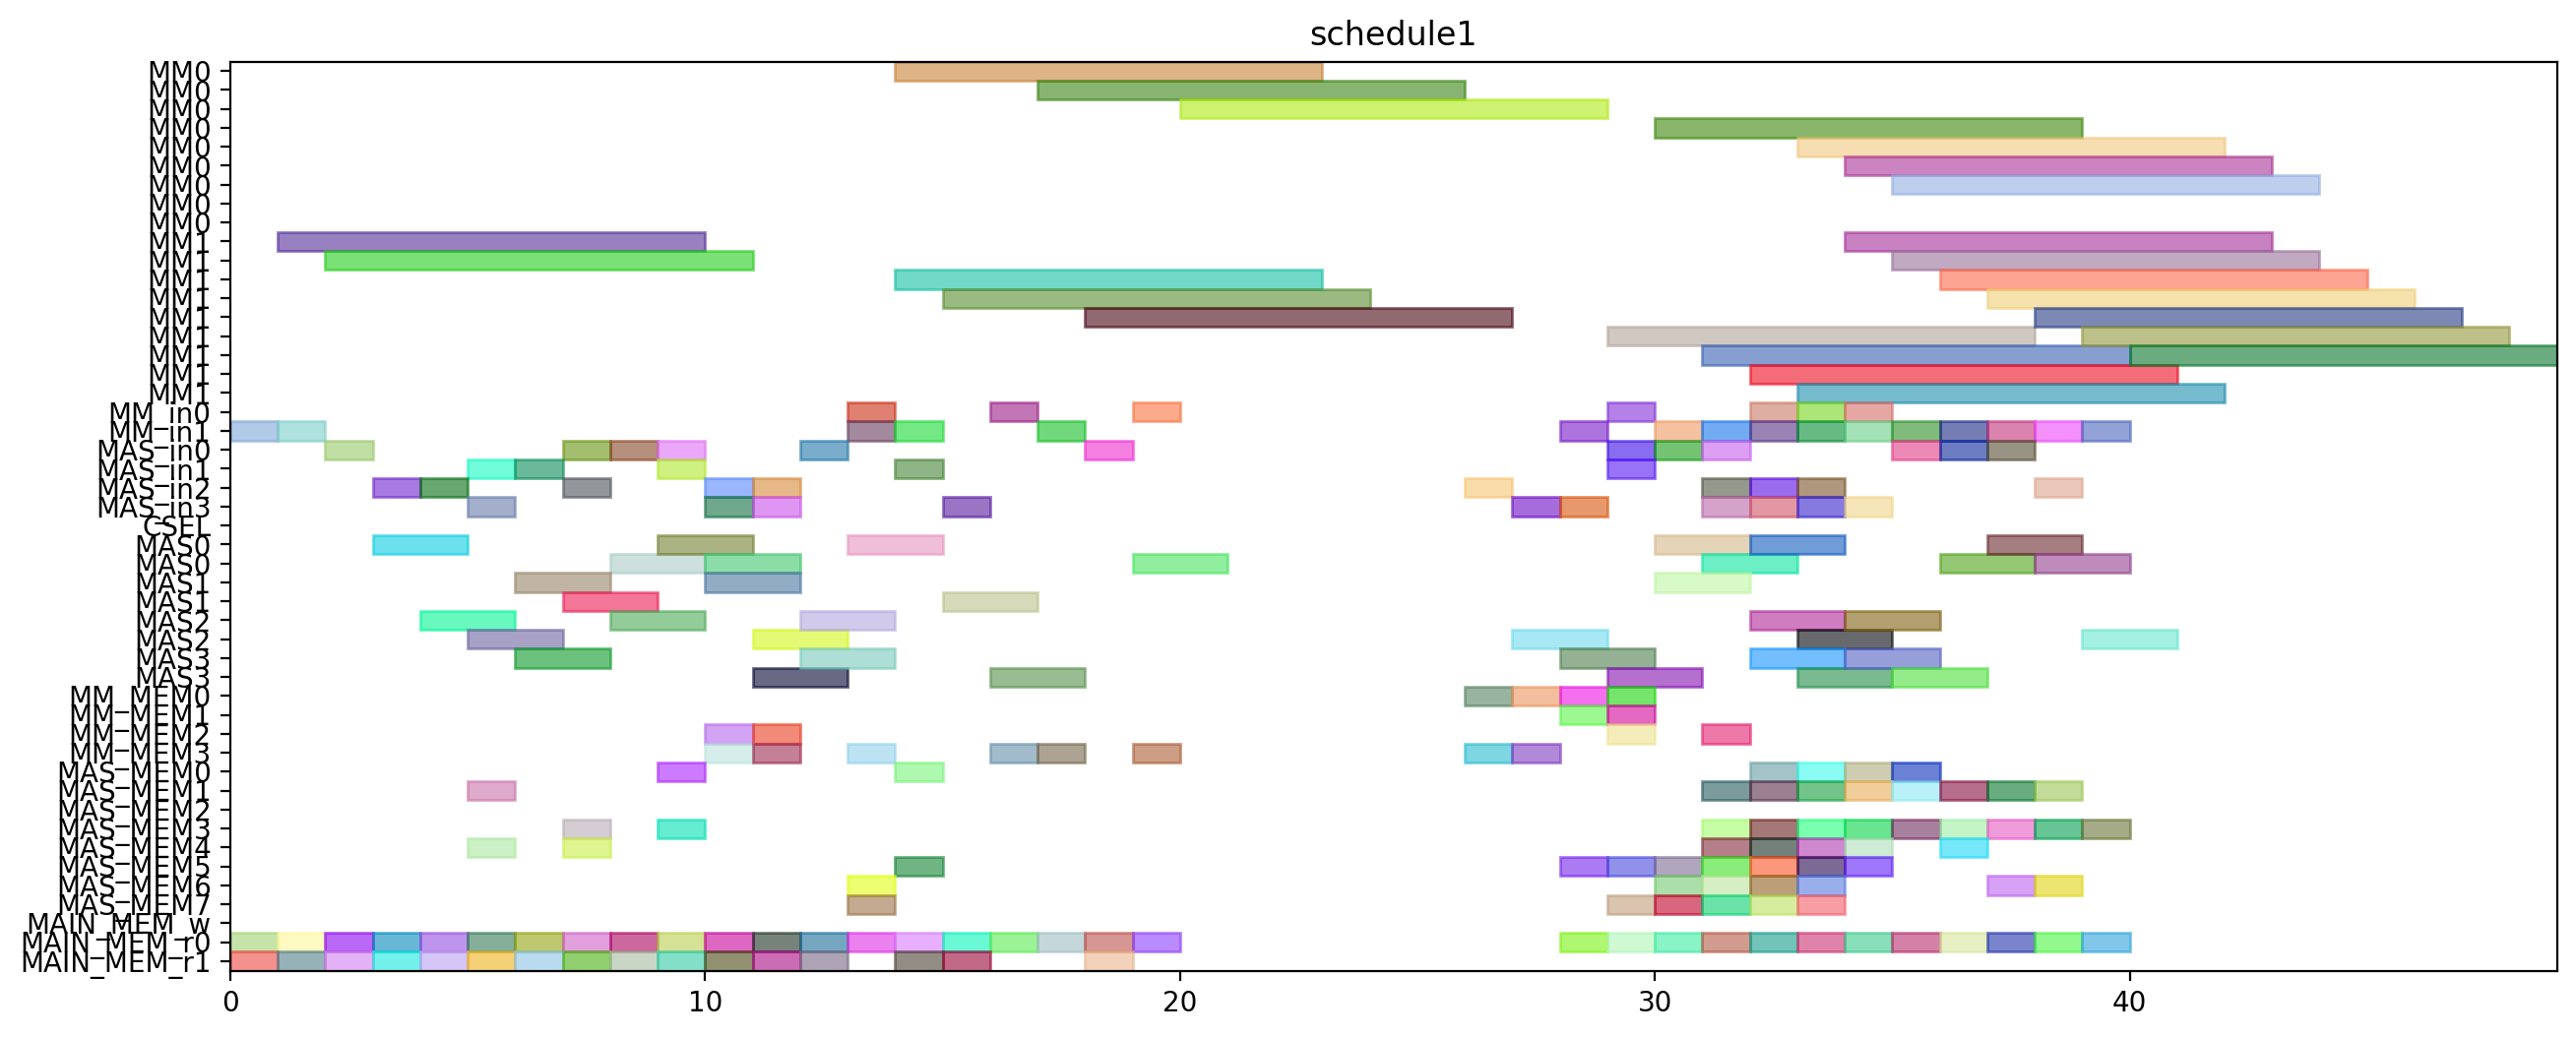 schedule1
MM0
MM0
MM0
MM0
MM0
MM0
MM0
MM0
MM0
MM1
MM1
MM1
MM1
MM1
MM1
MM1
MM1
MM1
MM_in0
MM_in1
MAS_in0
MAS_in1
MAS_in2
MAS_in3
CSEL
MAS0
MAS0
MAS1
MAS1
MAS2
MAS2
MAS3
MAS3
MM_MEM0
MM_MEM1
MM_MEM2
MM_MEM3
MAS_MEM0
MAS_MEM1
MAS_MEM2
MAS_MEM3
MAS_MEM4
MAS_MEM5
MAS_MEM6
MAS_MEM7
MAIN_MEM_w
MAIN_MEM_r0
MAIN_MEM_r1
0 10 20 30 40